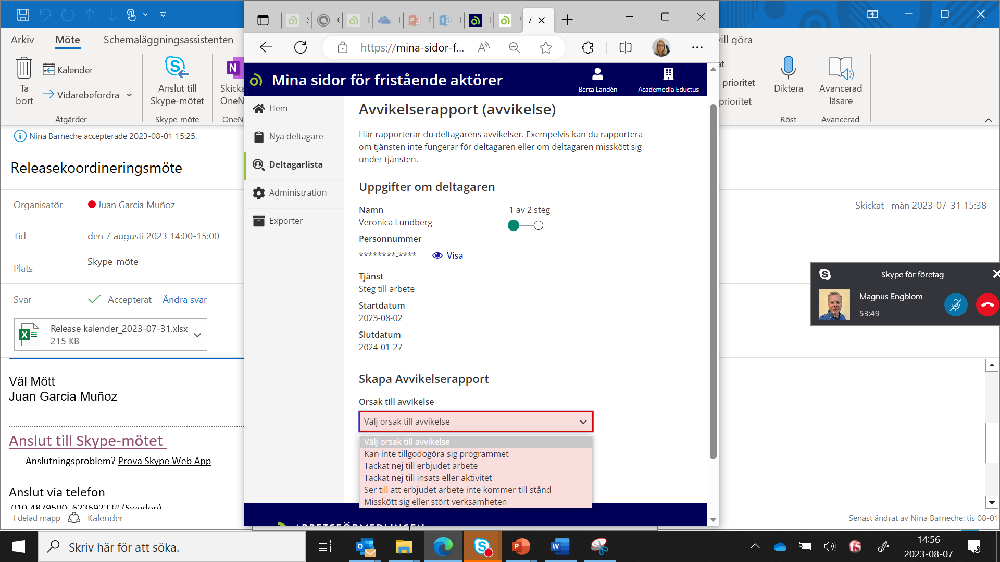 Arkiv
Möte
Schemaläggningsassistenten
vill göra
Ta
bort
Kalender
Vidarebefordra
Åtgärder
Anslut till
Skype-mötet
Skype-möte
Skicka
OneN
OneN
prioritet
prioritet
Diktera
Röst
Avancerad
läsare
Avancerad
Nina Barneche accepterade 2023-08-01 15:25.
Releasekoordineringsmöte
Organisatör
Juan Garcia Muñoz
Skickat mån 2023-07-31 15:38
Tid
den 7 augusti 2023 14:00-15:00
Plats
Skype-möte
Svar
Accepterat
Ändra svar
Release kalender_2023-07-31.xlsx
215 KB
Väl Mött
Juan Garcia Muñoz
Anslut till Skype-mötet
Anslutningsproblem? Prova Skype Web App
Anslut via telefon
010-4879500, 62369233# (Sweden)
I delad mapp
Kalender
Senast ändrat av Nina Barneche: tis 08-01
https://mina-sidor-f...
Mina sidor för fristående aktörer
Berta Landén
Academedia Eductus
Hem
Nya deltagare
Deltagarlista
Administration
Exporter
Avvikelserapport (avvikelse)
Här rapporterar du deltagarens avvikelser. Exempelvis kan du rapportera
om tjänsten inte fungerar för deltagaren eller om deltagaren misskött sig
under tjänsten.
Uppgifter om deltagaren
Namn
Veronica Lundberg
1 av 2 steg
Personnummer
********-****
Visa
Tjänst
Steg till arbete
Startdatum
2023-08-02
Slutdatum
2024-01-27
Skapa Avvikelserapport
Orsak till avvikelse
Välj orsak till avvikelse
Välj orsak till avvikelse
Kan inte tillgodogöra sig programmet
Tackat nej till erbjudet arbete
Tackat nej till insats eller aktivitet
Ser till att erbjudet arbete inte kommer till stånd
Misskött sig eller stört verksamheten
ARBETSFÖRMEDLINGEN
Skype för företag
Magnus Engblom
53:49
Skriv här för att söka.
14:56
2023-08-07